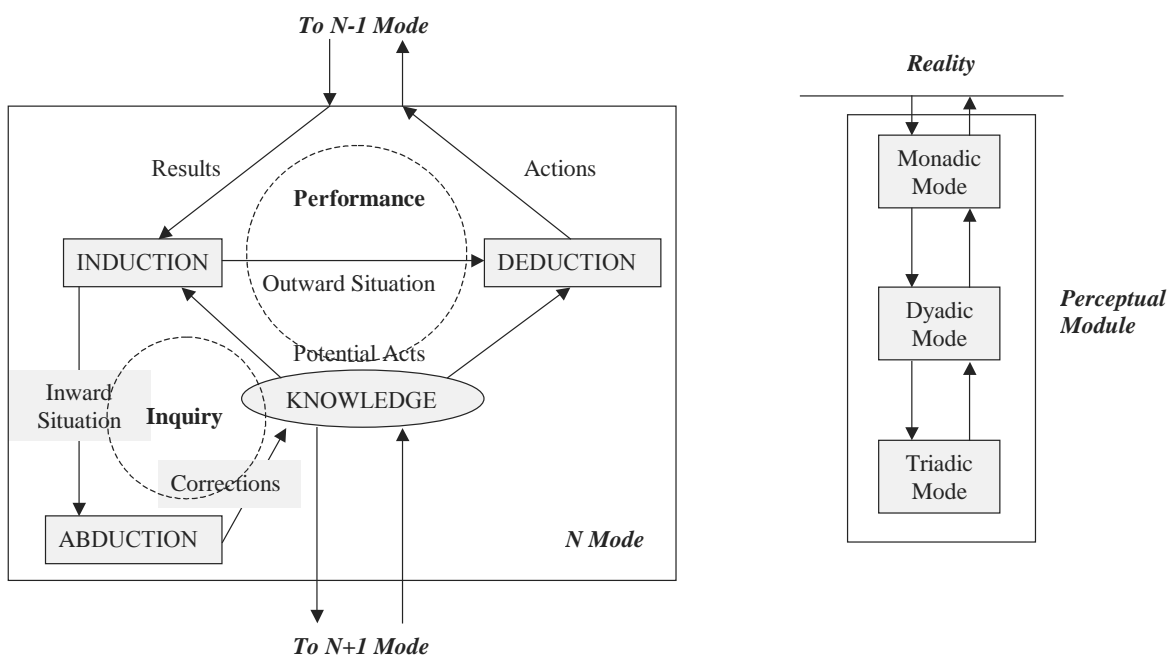 To N-1 Mode
Results
Actions
Performance
INDUCTION
DEDUCTION
Outward Situation
Potential Acts
KNOWLEDGE
Inward
Situation
Inquiry
Corrections
ABDUCTION
N Mode
To N+1 Mode
Reality
Monadic
Mode
Dyadic
Mode
Perceptual
Module
Triadic
Mode